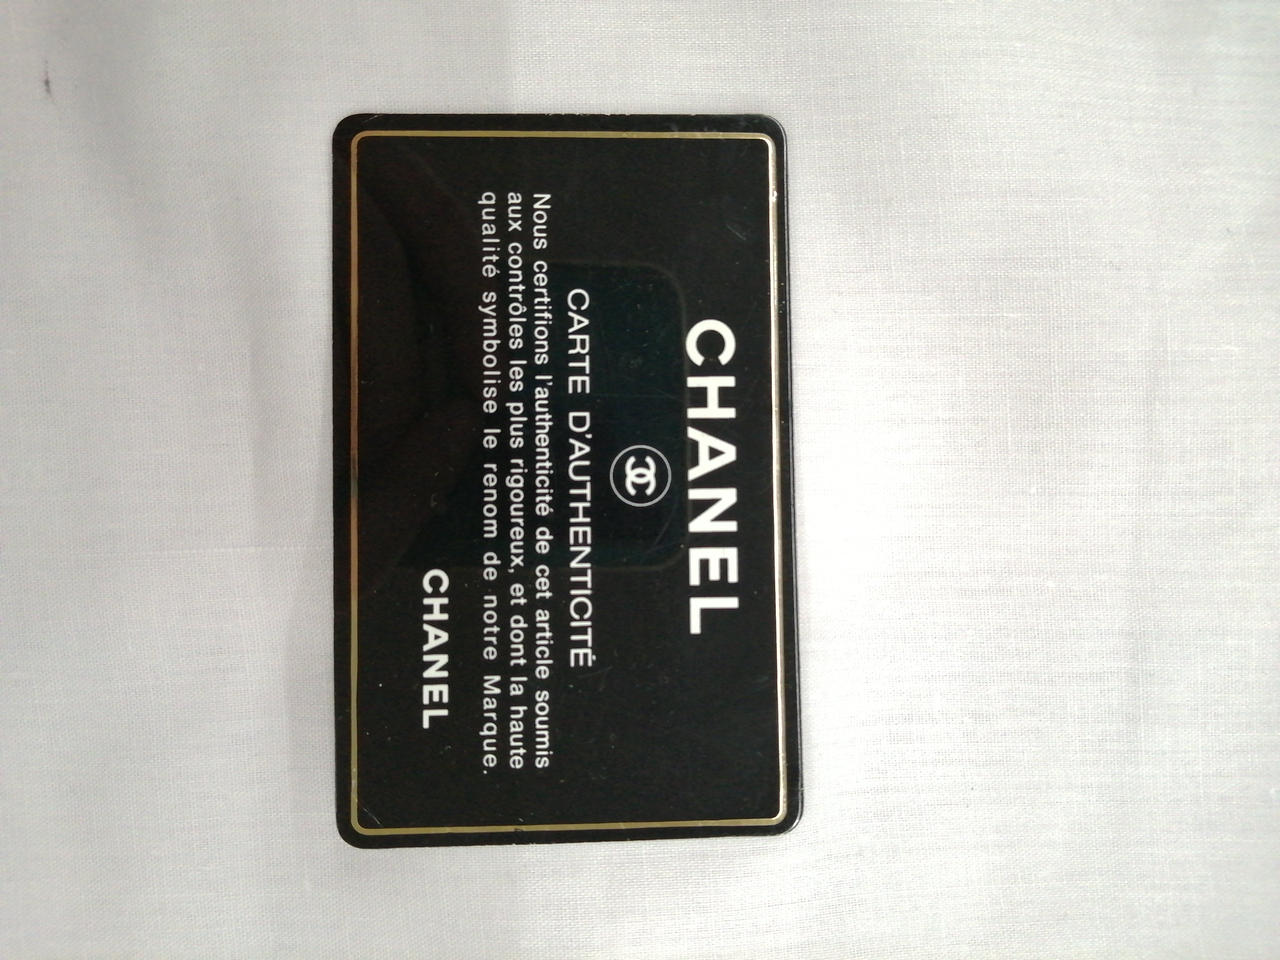 CHANEL
CARTE D'AUTHENTICITÉ
Nous certifions l'authenticité de cet article soumis
aux contrôles les plus rigoureux, et dont la haute
qualité symbolise le renom de notre Marque.
CHANEL